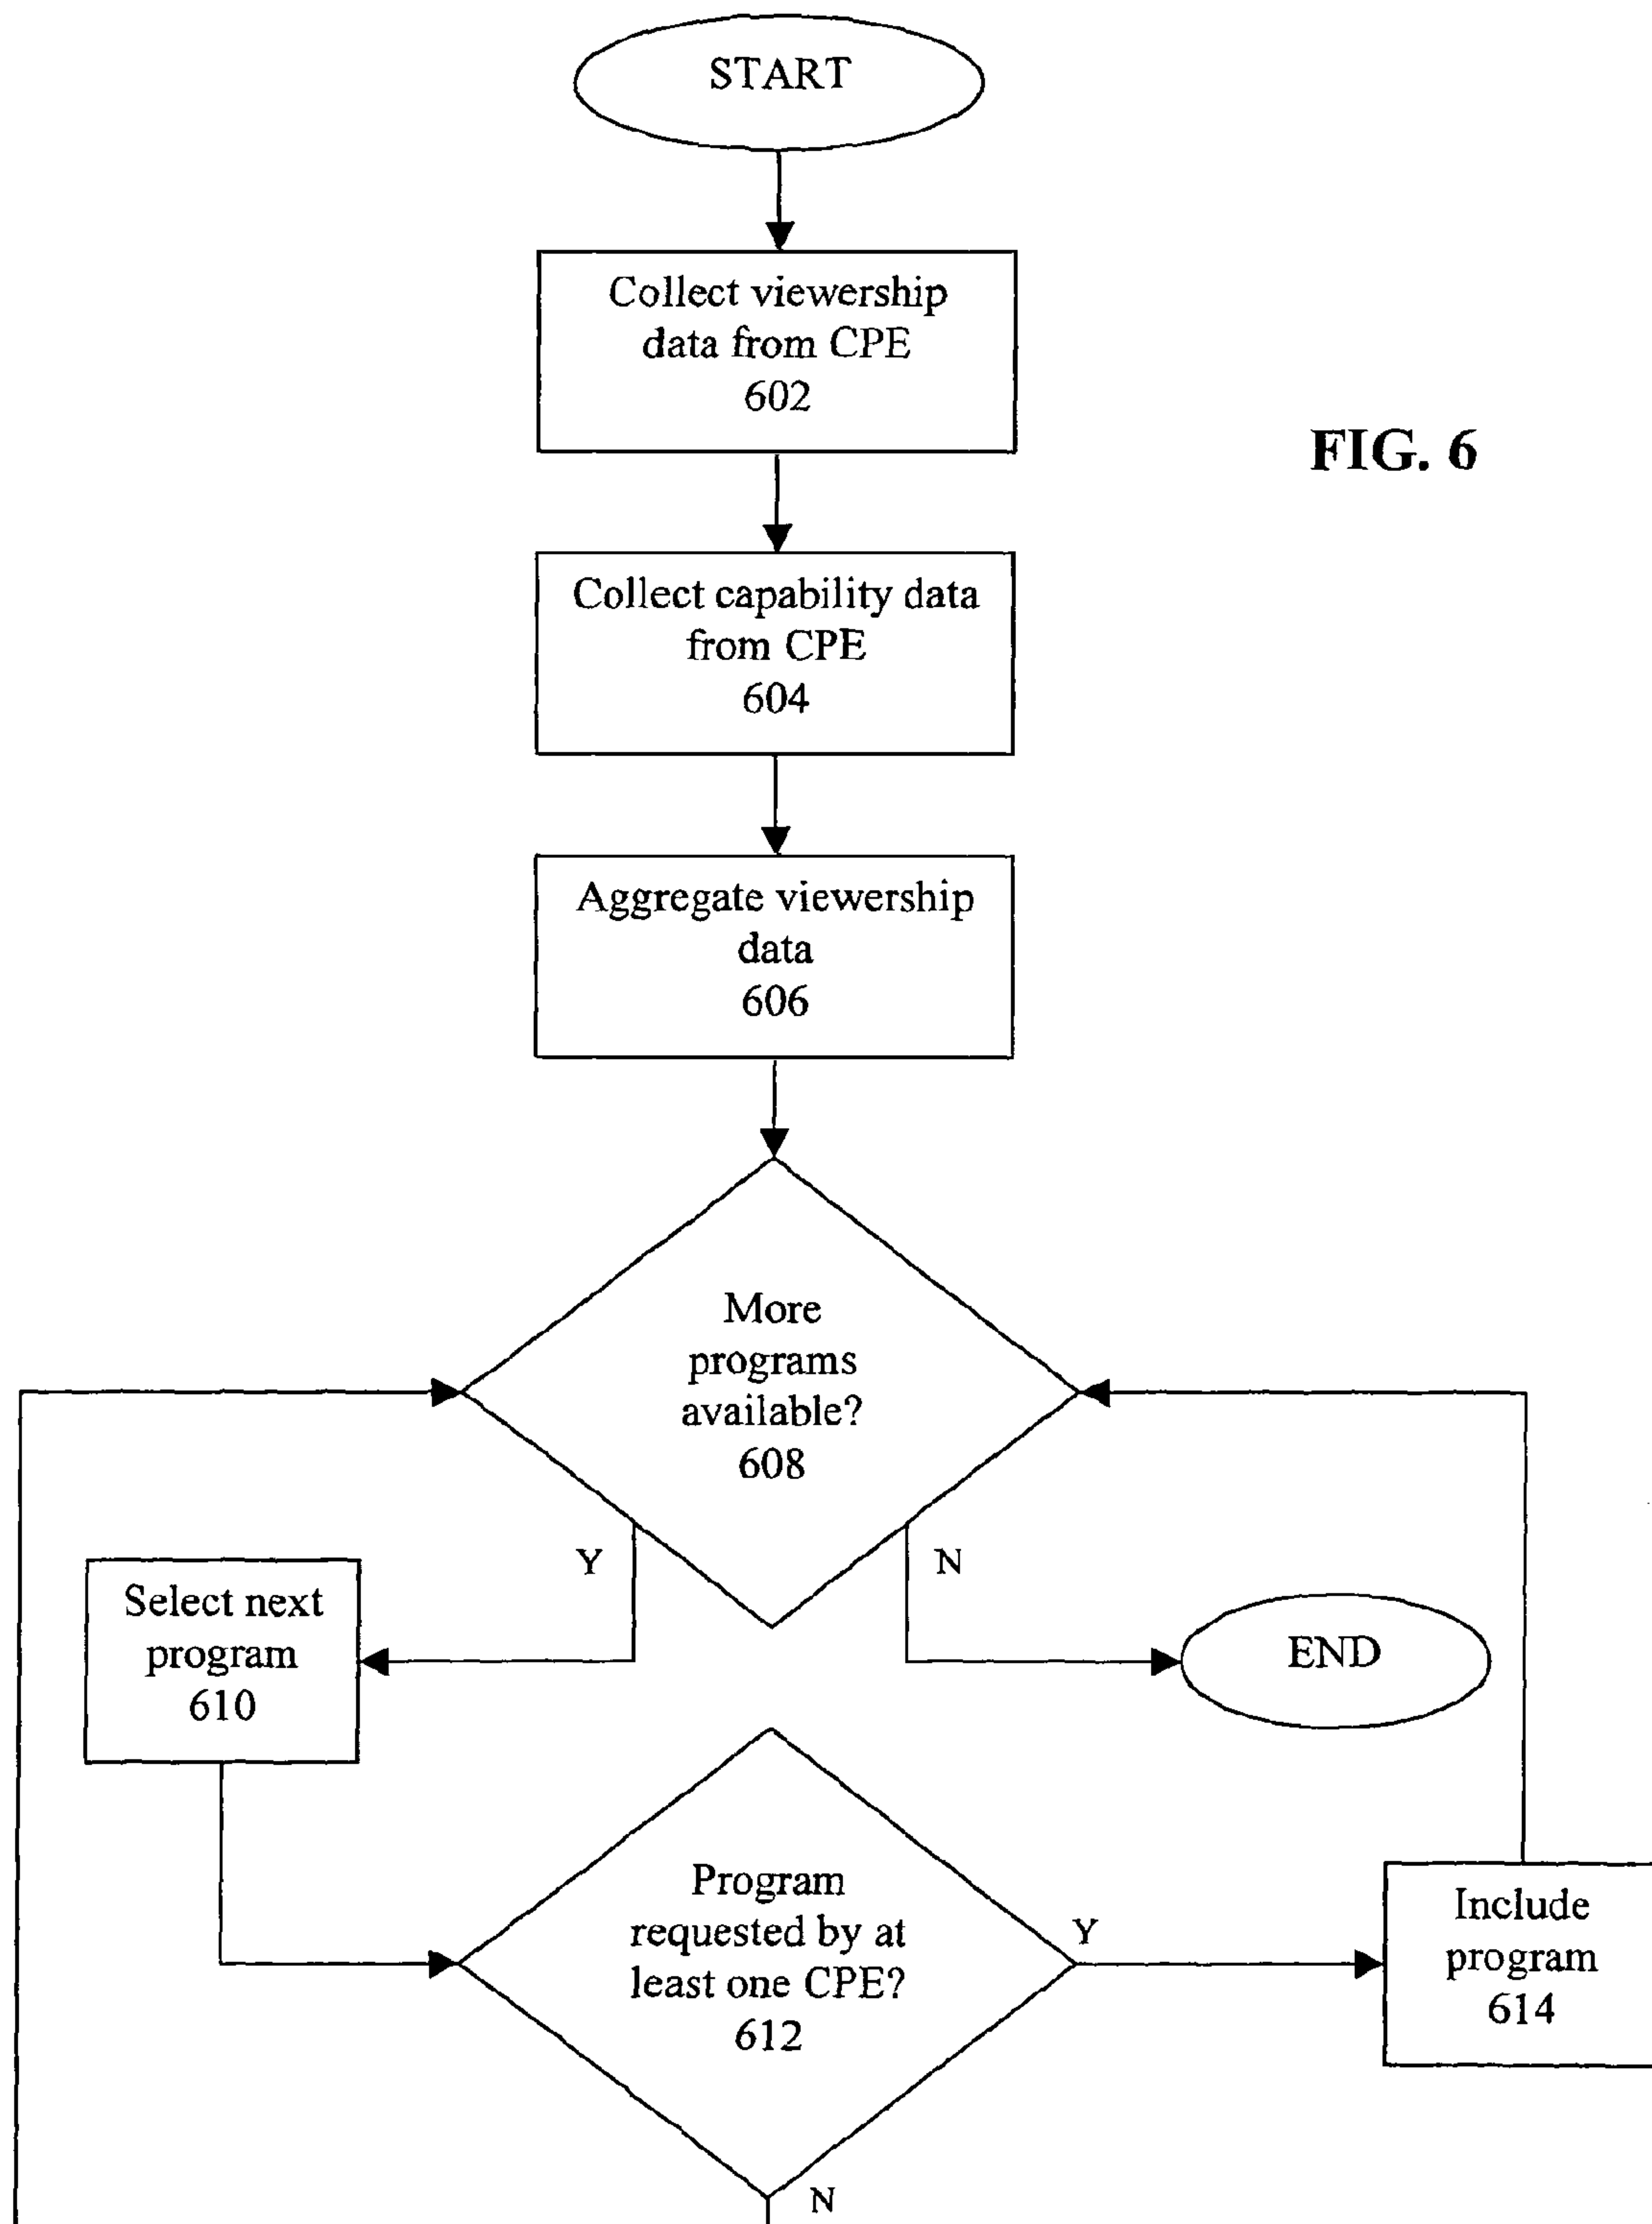 START
Collect viewership
data from CPE
602
FIG. 6
Collect capability data
from CPE
604
Aggregate viewership
data
606
More
programs
available?
608
Y
N
Select next
program
610
END
Program
requested by at
least one CPE?
612
Y
Include
program
614
N